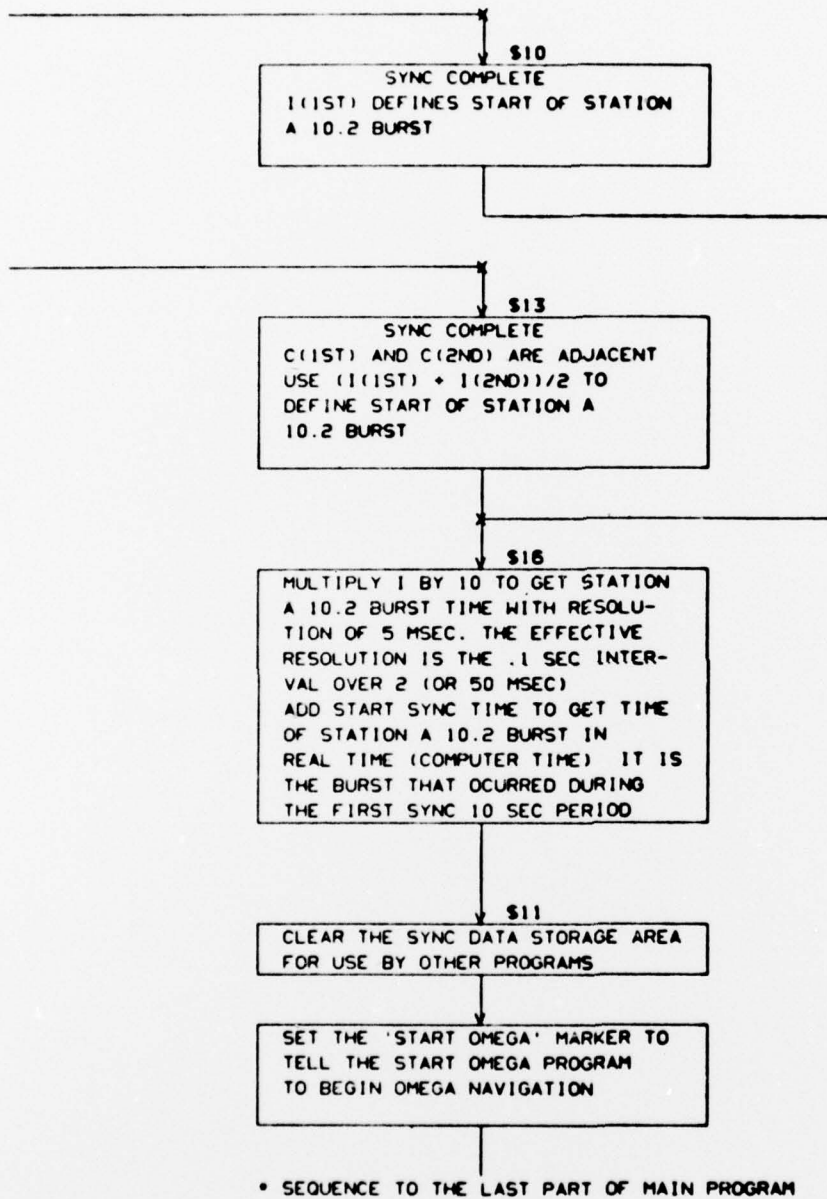 $10
SYNC COMPLETE
I(1ST) DEFINES START OF STATION
A 10.2 BURST
$13
SYNC COMPLETE
C(1ST) AND C(2ND) ARE ADJACENT
USE (I(1ST) + I(2ND))/2 TO
DEFINE START OF STATION A
10.2 BURST
$16
MULTIPLY I BY 10 TO GET STATION
A 10.2 BURST TIME WITH RESOLU-
TION OF 5 MSEC. THE EFFECTIVE
RESOLUTION IS THE .1 SEC INTER-
VAL OVER 2 (OR 50 MSEC)
ADD START SYNC TIME TO GET TIME
OF STATION A 10.2 BURST IN
REAL TIME (COMPUTER TIME) IT IS
THE BURST THAT OCURRED DURING
THE FIRST SYNC 10 SEC PERIOD
$11
CLEAR THE SYNC DATA STORAGE AREA
FOR USE BY OTHER PROGRAMS
SET THE 'START OMEGA' MARKER TO
TELL THE START OMEGA PROGRAM
TO BEGIN OMEGA NAVIGATION
* SEQUENCE TO THE LAST PART OF MAIN PROGRAM